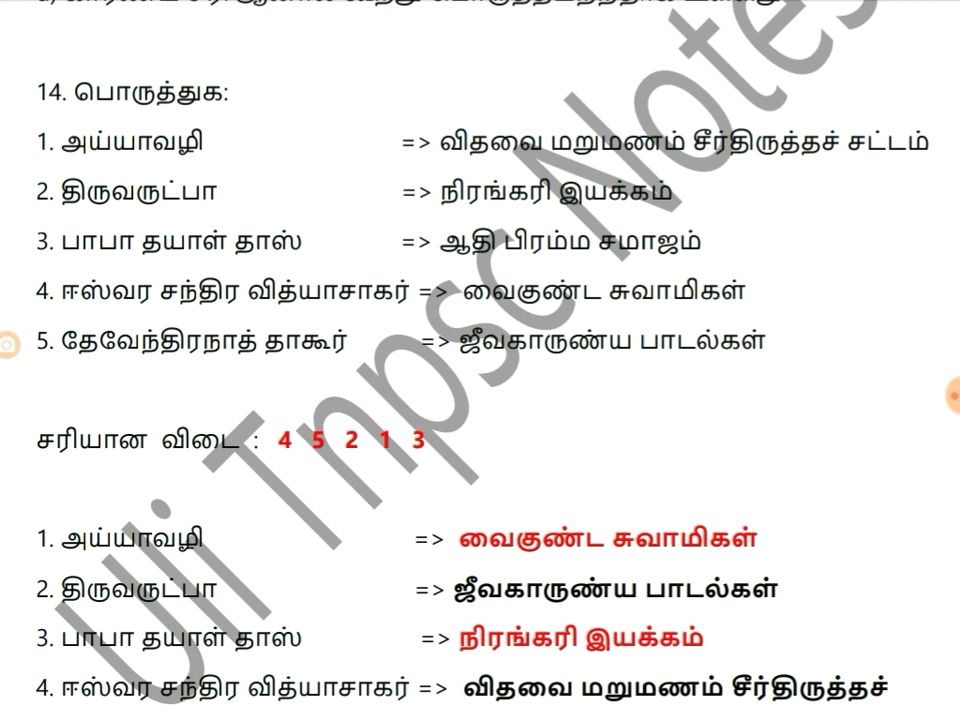 14. பொருத்துக:
1. அய்யாவழி => விதவை மறுமணம் சீர்திருத்தச் சட்டம்
2. திருவருட்பா => நிரங்கரி இயக்கம்
3. பாபா தயாள் தாஸ் => ஆதி பிரம்ம சமாஜம்
4. ஈஸ்வர சந்திர வித்யாசாகர் => வைகுண்ட சுவாமிகள்
5. தேவேந்திரநாத் தாகூர் => ஜீவகாருண்ய பாடல்கள்
சரியான விடை : 4 5 2 1 3
1. அய்யாவழி => வைகுண்ட சுவாமிகள்
2. திருவருட்பா => ஜீவகாருண்ய பாடல்கள்
3. பாபா தயாள் தாஸ் => நிரங்கரி இயக்கம்
4. ஈஸ்வர சந்திர வித்யாசாகர் => விதவை மறுமணம் சீர்திருத்தச்
Uli Tnpsc Notes